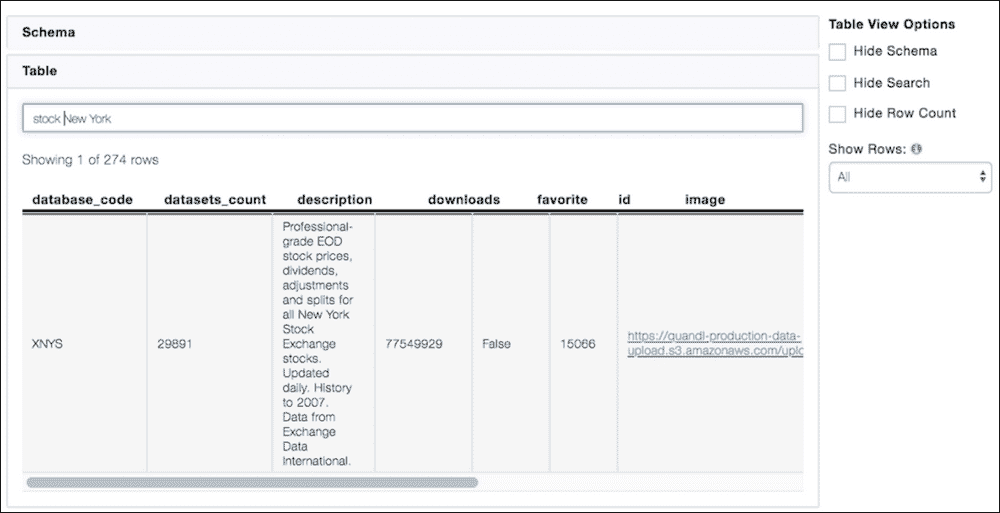 Schema
Table
stock New York
Showing 1 of 274 rows
database_code datasets_count description downloads favorite id image
XNYS
29891
Professional-
grade EOD
stock prices,
dividends,
adjustments
and splits for
all New York
Stock
Exchange
stocks.
Updated
daily. History
to 2007.
Data from
Exchange
Data
International.
77549929
False
15066
https://quandl-production-data-
upload.s3.amazonaws.com/uplo
Table View Options
Hide Schema
Hide Search
Hide Row Count
Show Rows:
All